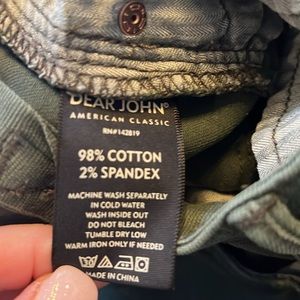 DEAR JOHN®
AMERICAN CLASSIC
RN#142819
98% COTTON
2% SPANDEX
MACHINE WASH SEPARATELY
IN COLD WATER
WASH INSIDE OUT
DO NOT BLEACH
TUMBLE DRY LOW
WARM IRON ONLY IF NEEDED
30
MADE IN CHINA